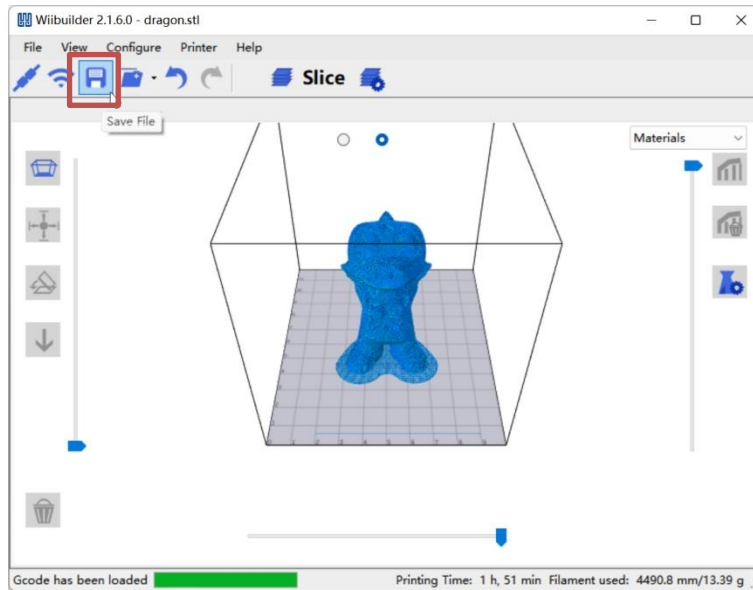 Wiibuilder 2.1.6.0 - dragon.stl
File View Configure Printer Help
Slice
Save File
Materials
Gcode has been loaded Printing Time: 1 h, 51 min Filament used: 4490.8 mm/13.39 g